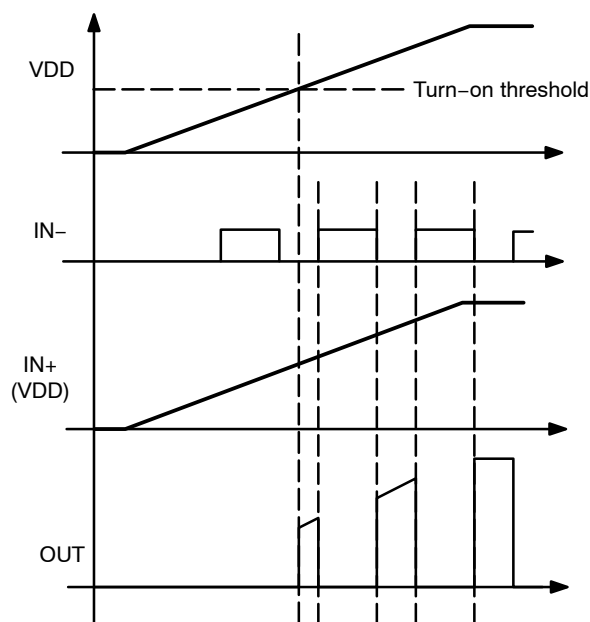 VDD
Turn−on threshold
IN−
IN+
(VDD)
OUT